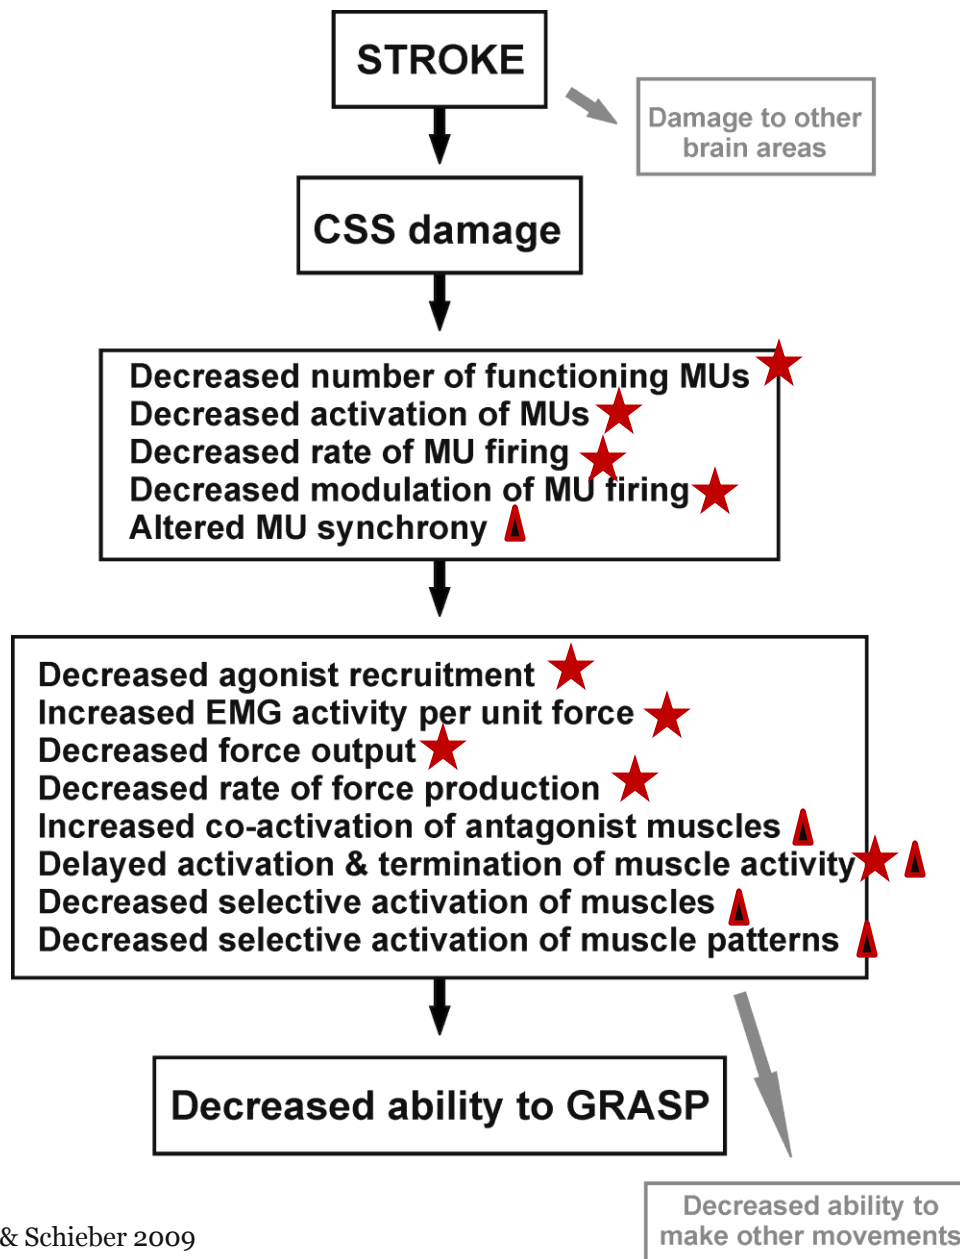 STROKE
Damage to other
brain areas
CSS damage
Decreased number of functioning MUs
Decreased activation of MUs
Decreased rate of MU firing
Decreased modulation of MU firing
Altered MU synchrony
Decreased agonist recruitment
Increased EMG activity per unit force
Decreased force output
Decreased rate of force production
Increased co-activation of antagonist muscles
Delayed activation & termination of muscle activity
Decreased selective activation of muscles
Decreased selective activation of muscle patterns
Decreased ability to GRASP
Decreased ability to
make other movements
& Schieber 2009